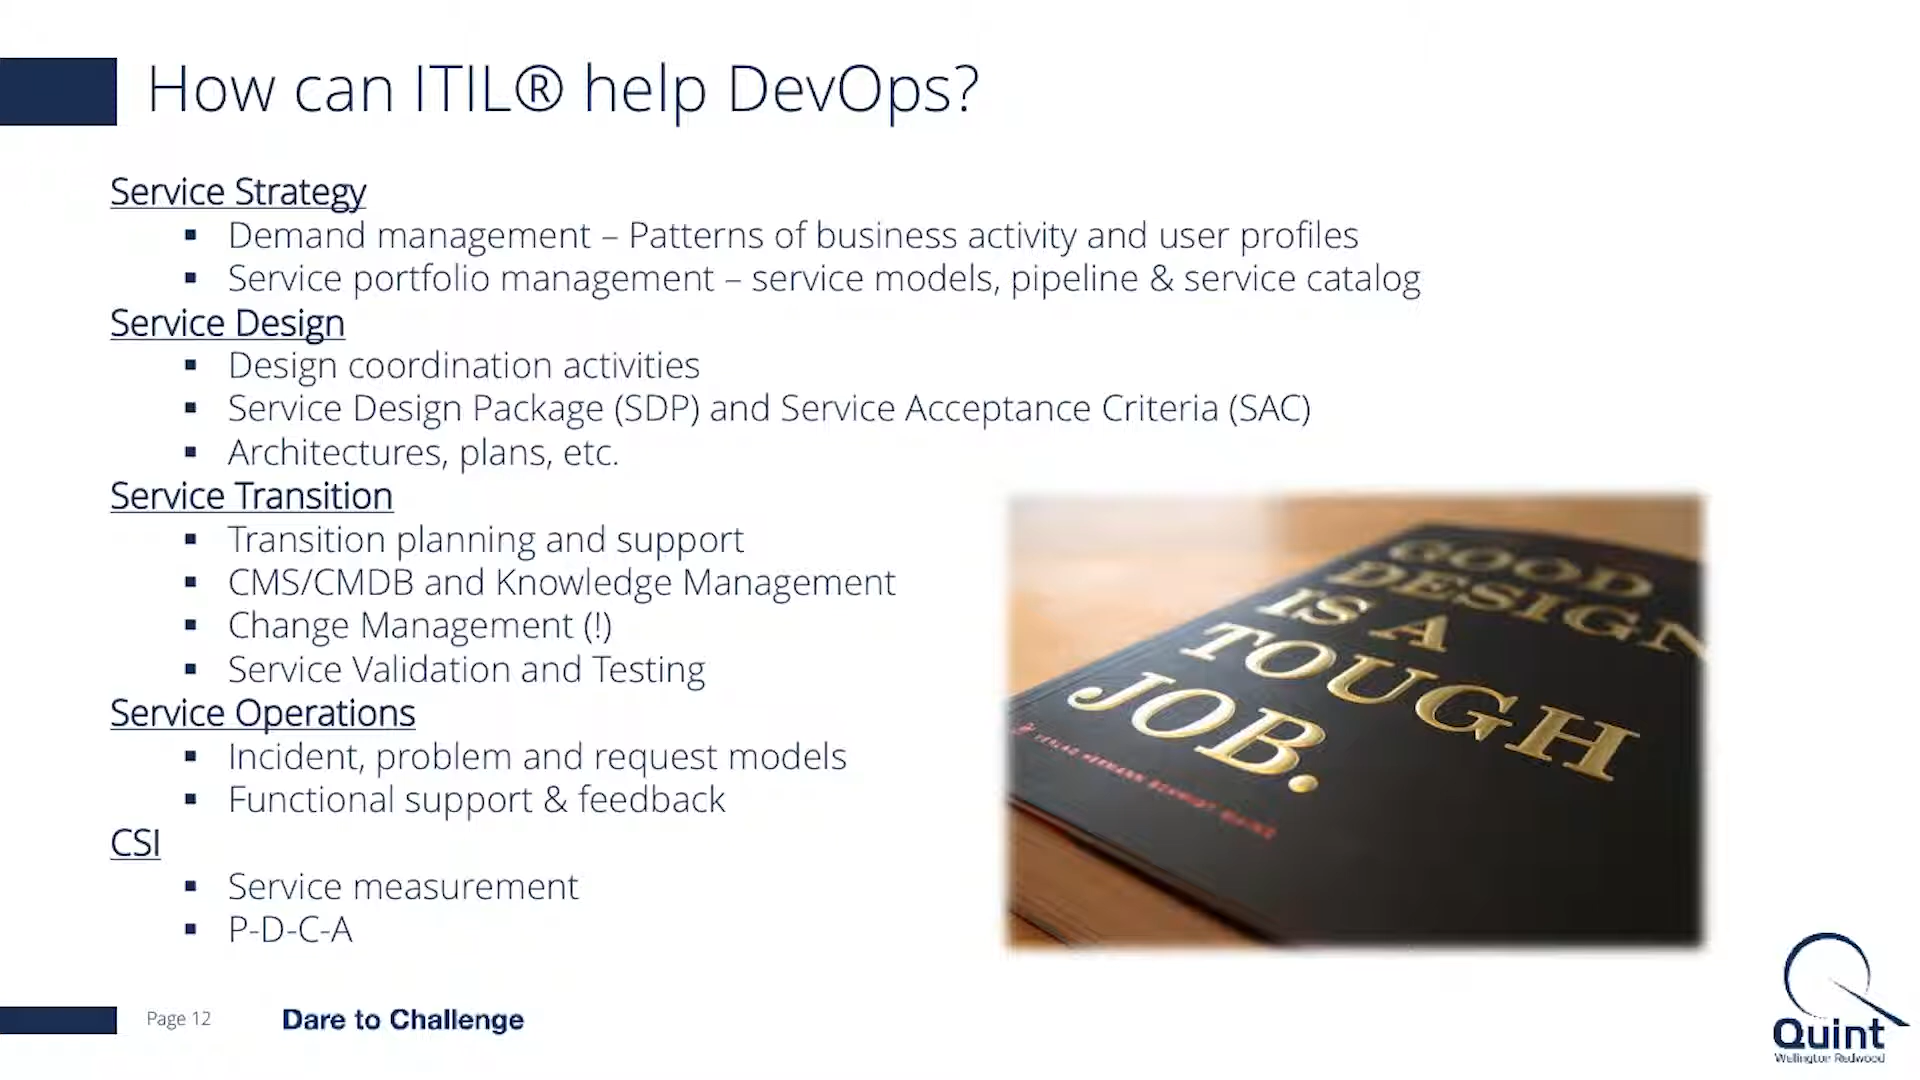 How can ITIL® help DevOps?
Service Strategy
▪ Demand management – Patterns of business activity and user profiles
▪ Service portfolio management – service models, pipeline & service catalog
Service Design
▪ Design coordination activities
▪ Service Design Package (SDP) and Service Acceptance Criteria (SAC)
▪ Architectures, plans, etc.
Service Transition
▪ Transition planning and support
▪ CMS/CMDB and Knowledge Management
▪ Change Management (!)
▪ Service Validation and Testing
Service Operations
▪ Incident, problem and request models
▪ Functional support & feedback
CSI
▪ Service measurement
▪ P-D-C-A
GOOD
DESIGN
IS A
TOUGH
JOB.
Page 12
Dare to Challenge
Quint
Wellington Redwood